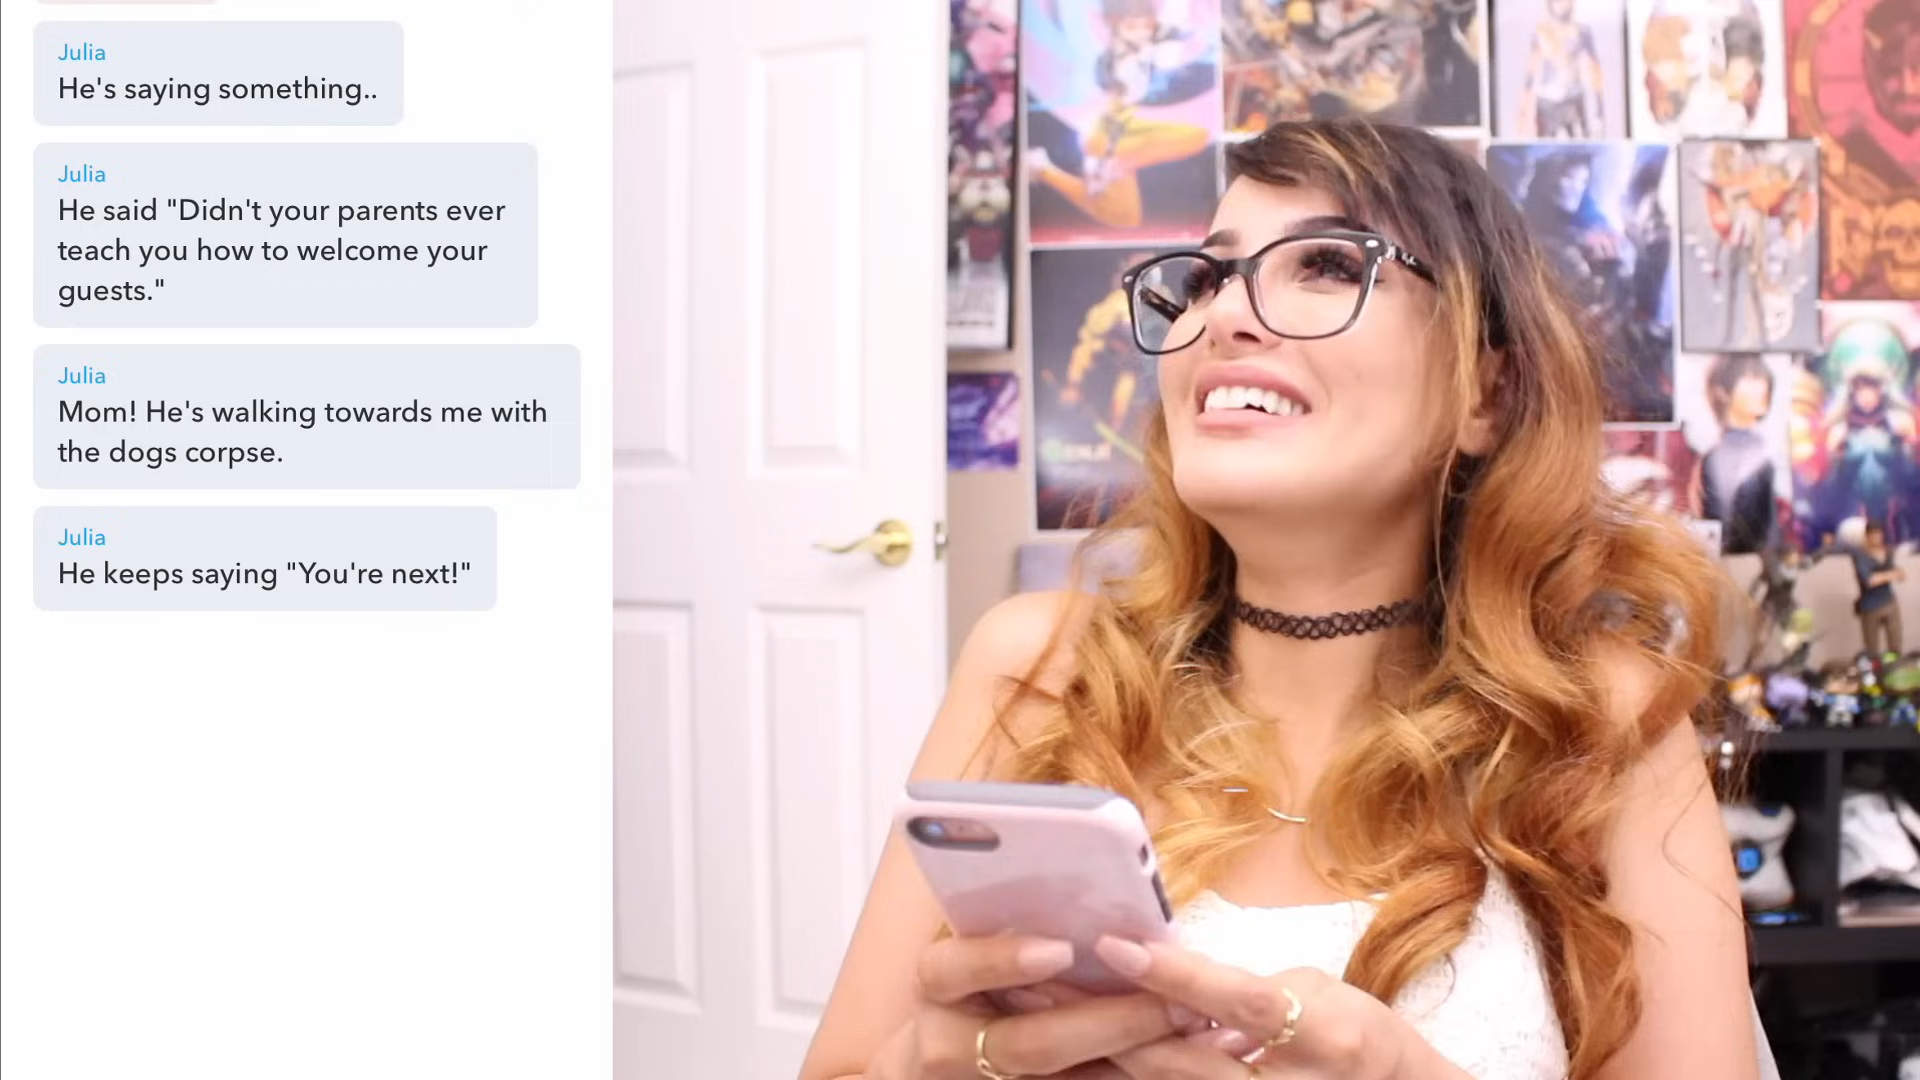 Julia
He's saying something..
Julia
He said "Didn't your parents ever
teach you how to welcome your
guests."
Julia
Mom! He's walking towards me with
the dogs corpse.
Julia
He keeps saying "You're next!"